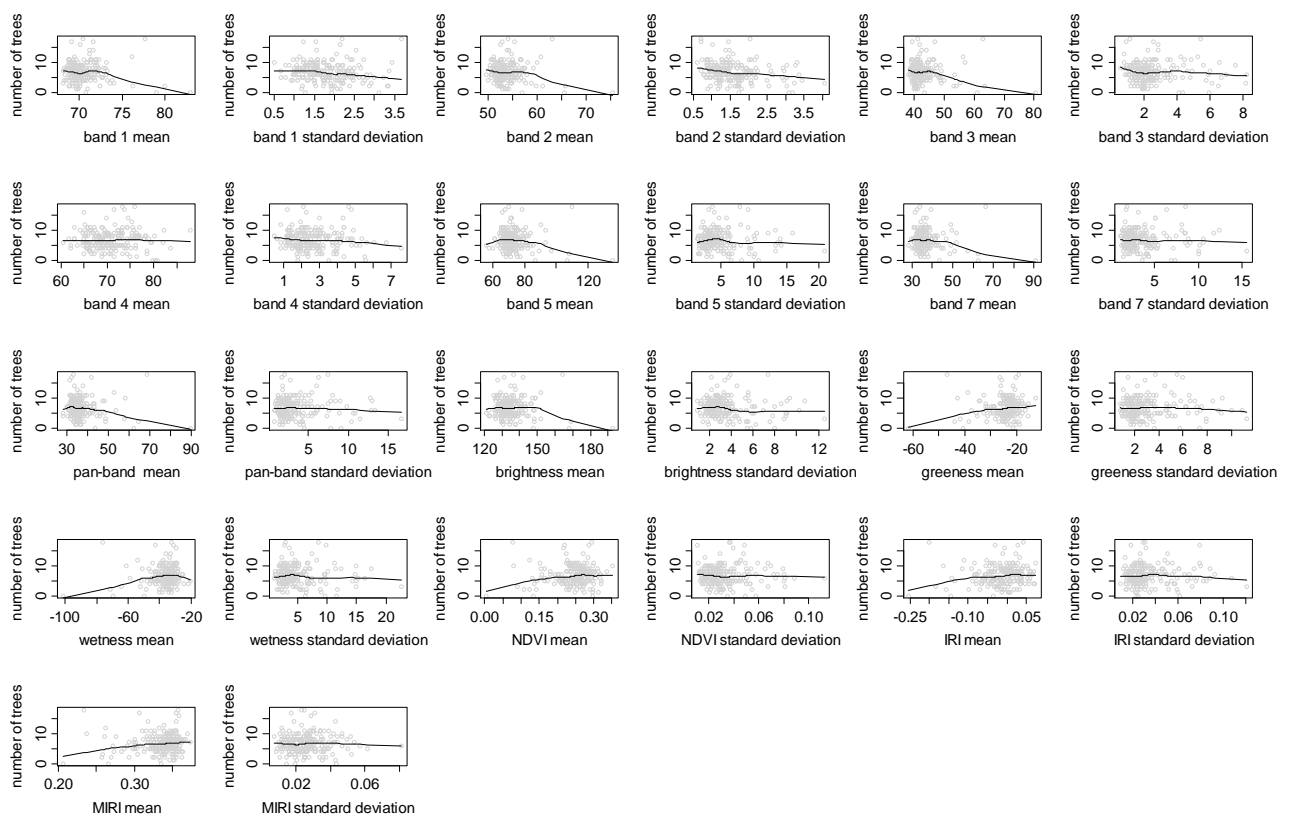 number of trees
0 10
70 75 80
band 1 mean
number of trees
0 10
0.5 1.5 2.5 3.5
band 1 standard deviation
number of trees
0 10
50 60 70
band 2 mean
number of trees
0 10
0.5 1.5 2.5 3.5
band 2 standard deviation
number of trees
0 10
40 50 60 70 80
band 3 mean
number of trees
0 10
2 4 6 8
band 3 standard deviation
number of trees
0 10
60 70 80
band 4 mean
number of trees
0 10
1 3 5 7
band 4 standard deviation
number of trees
0 10
60 80 120
band 5 mean
number of trees
0 10
5 10 15 20
band 5 standard deviation
number of trees
0 10
30 50 70 90
band 7 mean
number of trees
0 10
5 10 15
band 7 standard deviation
number of trees
0 10
30 50 70 90
pan-band mean
number of trees
0 10
5 10 15
pan-band standard deviation
number of trees
0 10
120 150 180
brightness mean
number of trees
0 10
2 4 6 8 12
brightness standard deviation
number of trees
0 10
-60 -40 -20
greeness mean
number of trees
0 10
2 4 6 8
greeness standard deviation
number of trees
0 10
-100 -60 -20
wetness mean
number of trees
0 10
5 10 20
wetness standard deviation
number of trees
0 10
0.00 0.15 0.30
NDVI mean
number of trees
0 10
0.02 0.06 0.10
NDVI standard deviation
number of trees
0 10
-0.25 -0.10 0.05
IRI mean
number of trees
0 10
0.02 0.06 0.10
IRI standard deviation
number of trees
0 10
0.20 0.30
MIRI mean
number of trees
0 10
0.02 0.06
MIRI standard deviation